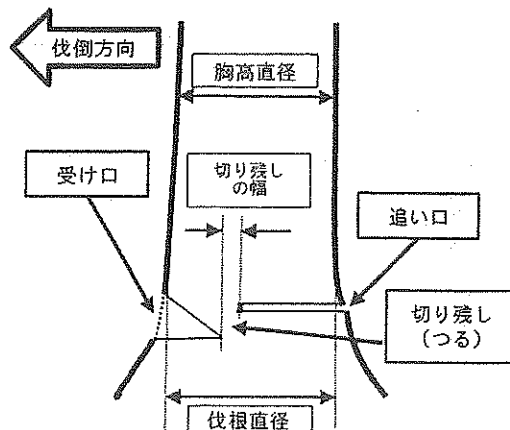 伐倒方向
胸高直径
切り残し
の幅
受け口
追い口
切り残し
（つる）
伐根直径